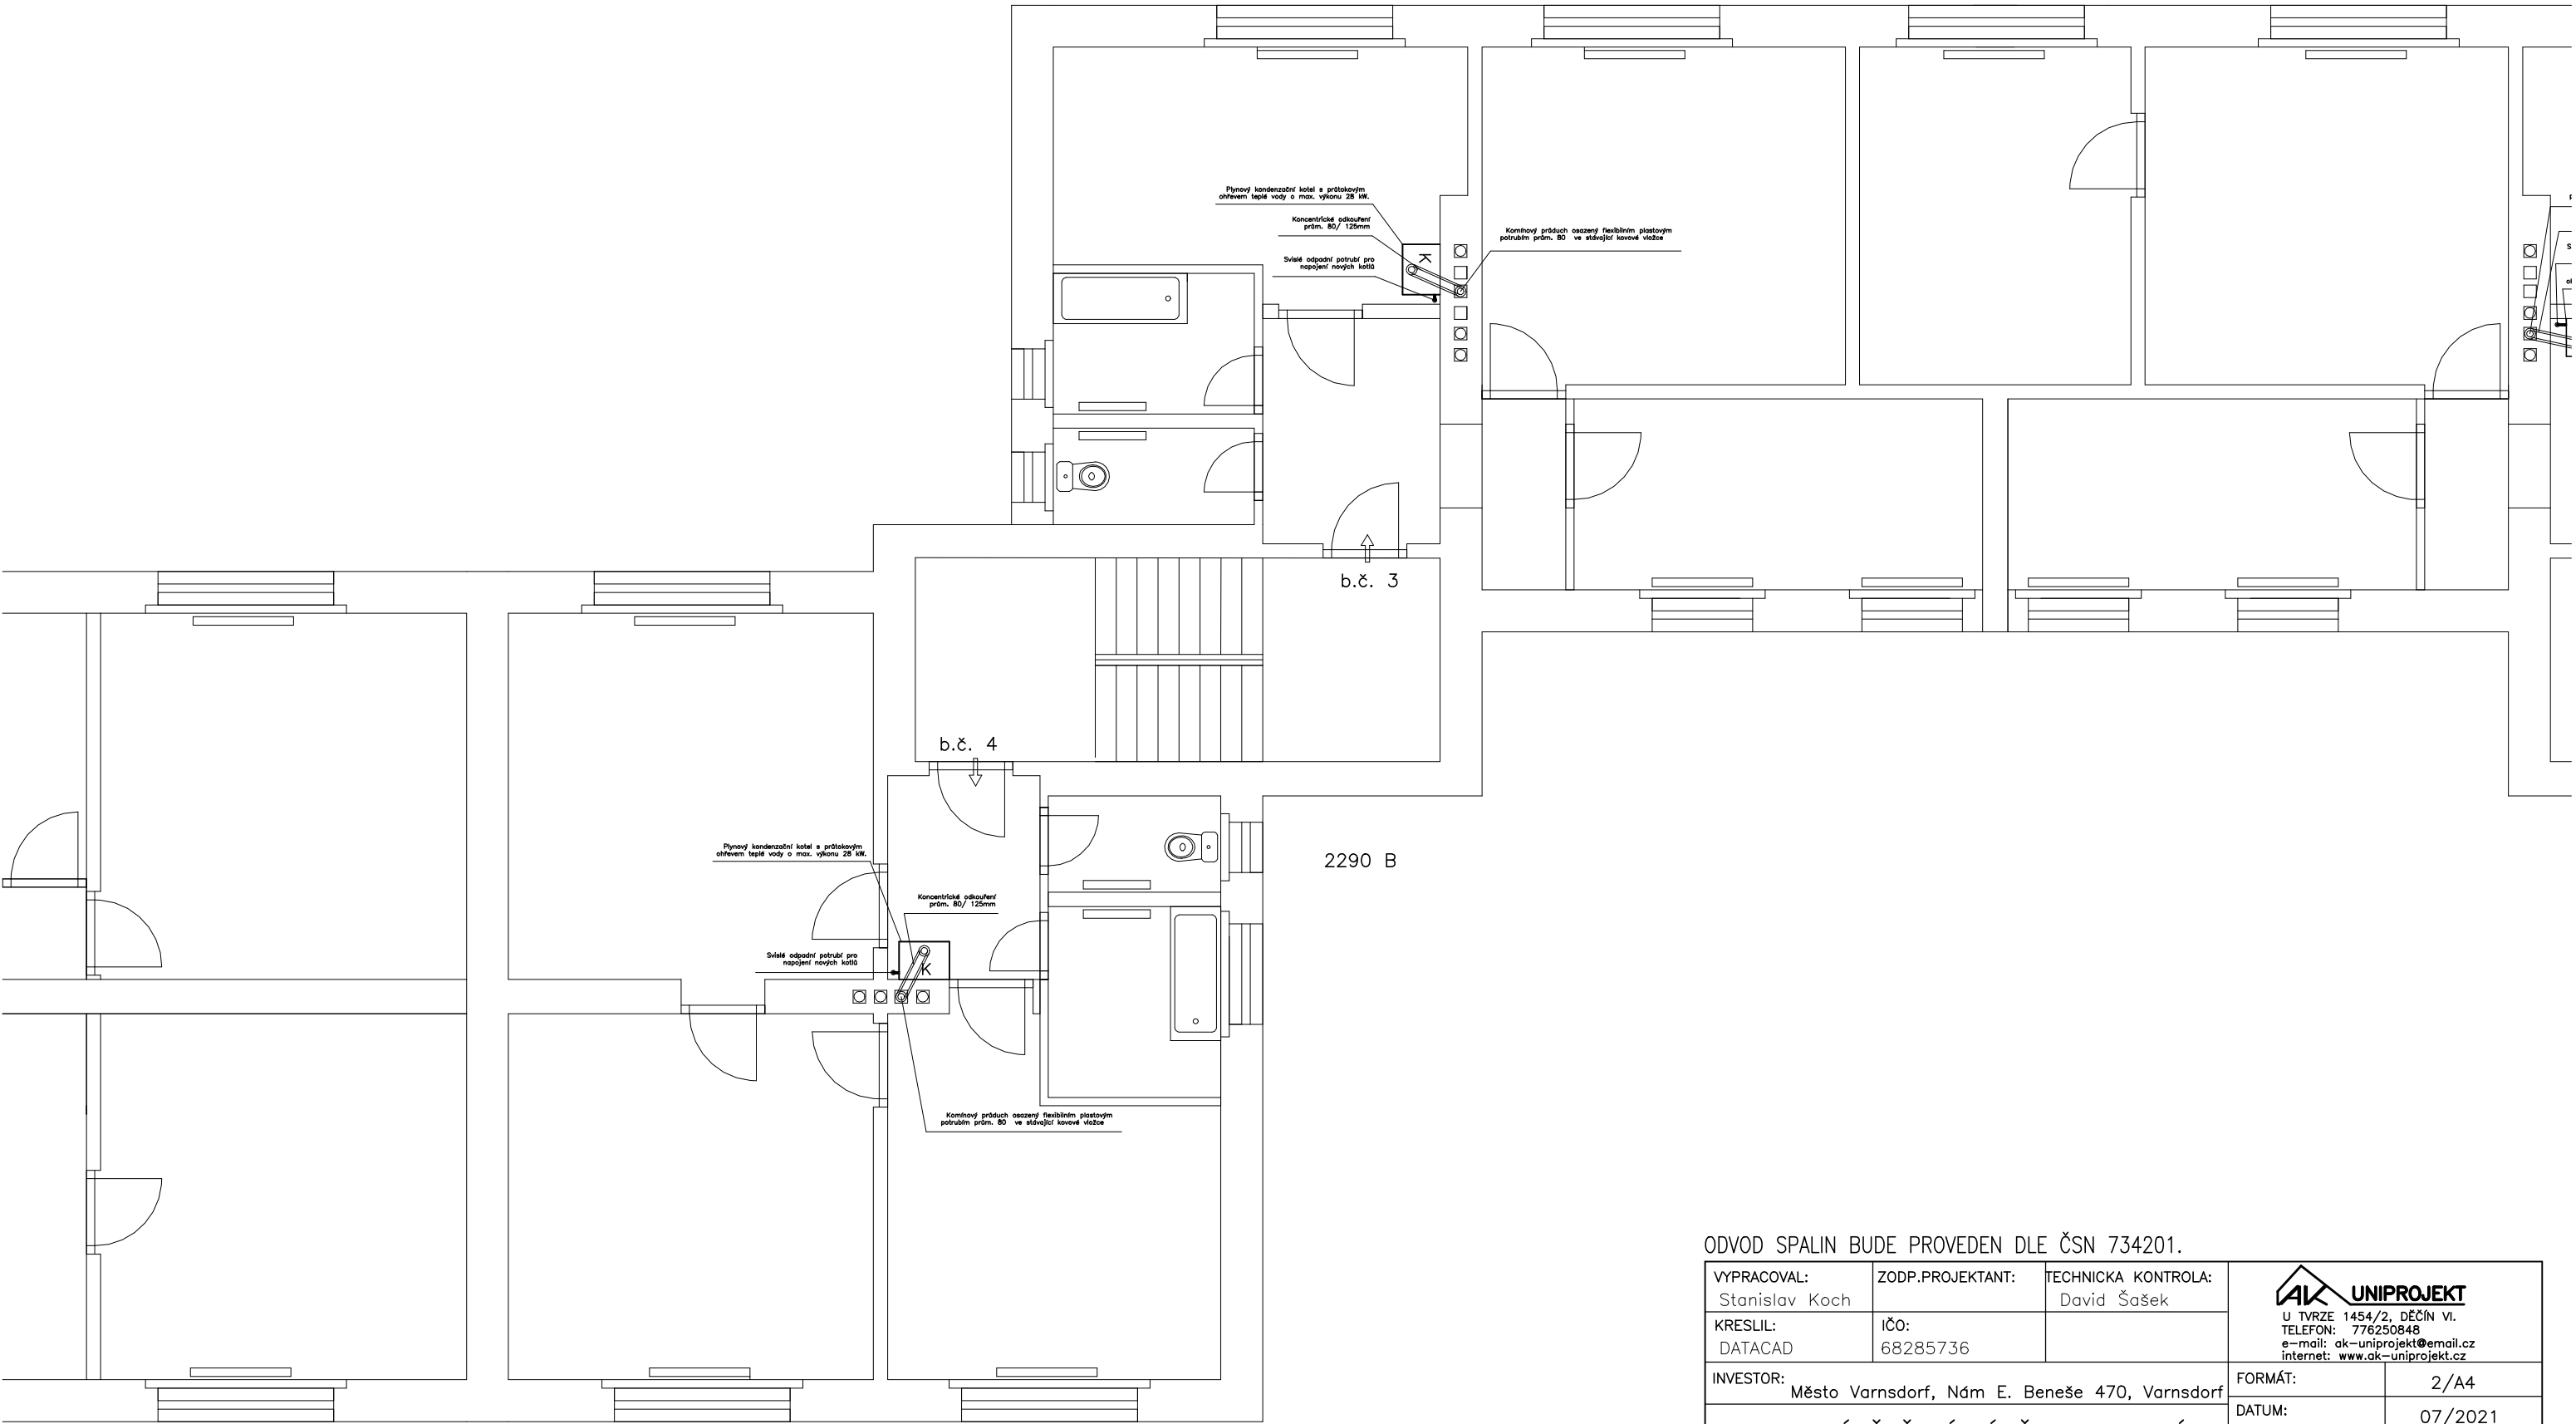 Plynový kondenzační kotel s průtokovým
ohřevem teplé vody o max. výkonu 28 kW.
Koncentrické odkouření
prům. 80/ 125mm
Svislé odpadní potrubí pro
napojení nových kotlů
K
Komínový průduch osazený flexibilním plastovým
potrubím prům. 80 ve stávající kovové vložce
b.č. 3
b.č. 4
Plynový kondenzační kotel s průtokovým
ohřevem teplé vody o max. výkonu 28 kW.
Koncentrické odkouření
prům. 80/ 125mm
Svislé odpadní potrubí pro
napojení nových kotlů
K
Komínový průduch osazený flexibilním plastovým
potrubím prům. 80 ve stávající kovové vložce
2290 B
ODVOD SPALIN BUDE PROVEDEN DLE ČSN 734201.
VYPRACOVAL:
Stanislav Koch
ZODP.PROJEKTANT:
TECHNICKA KONTROLA:
David Šašek
KRESLIL:
DATACAD
IČO:
68285736
AK UNIPROJEKT
U TVRZE 1454/2, DĚČÍN VI.
TELEFON: 776250848
e-mail: ak-uniprojekt@email.cz
internet: www.ak-uniprojekt.cz
INVESTOR:
Město Varnsdorf, Nám E. Beneše 470, Varnsdorf
FORMÁT:
2/A4
DATUM:
07/2021